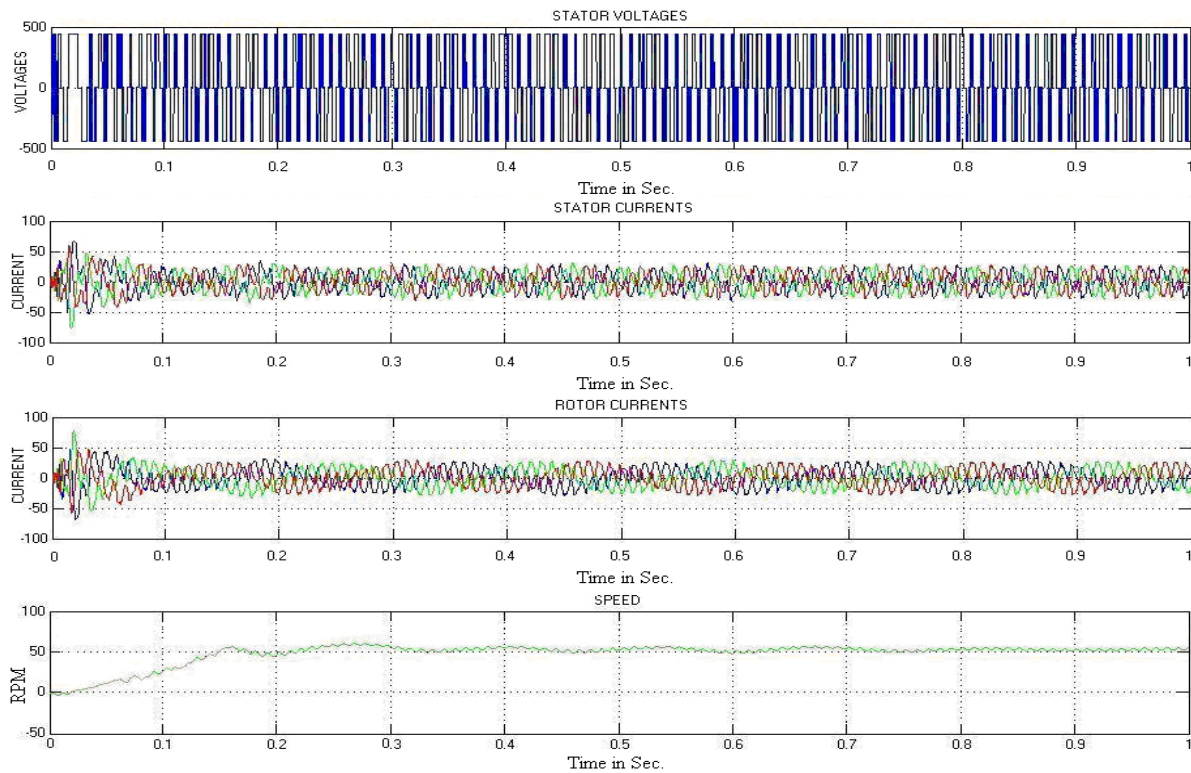 STATOR VOLTAGES
500
0
-500
VOLTAGES
0 0.1 0.2 0.3 0.4 0.5 0.6 0.7 0.8 0.9 1
Time in Sec.
STATOR CURRENTS
100
50
0
-50
-100
CURRENT
0 0.1 0.2 0.3 0.4 0.5 0.6 0.7 0.8 0.9 1
Time in Sec.
ROTOR CURRENTS
100
50
0
-50
-100
CURRENT
0 0.1 0.2 0.3 0.4 0.5 0.6 0.7 0.8 0.9 1
Time in Sec.
SPEED
100
50
0
-50
RPM
0 0.1 0.2 0.3 0.4 0.5 0.6 0.7 0.8 0.9 1
Time in Sec.